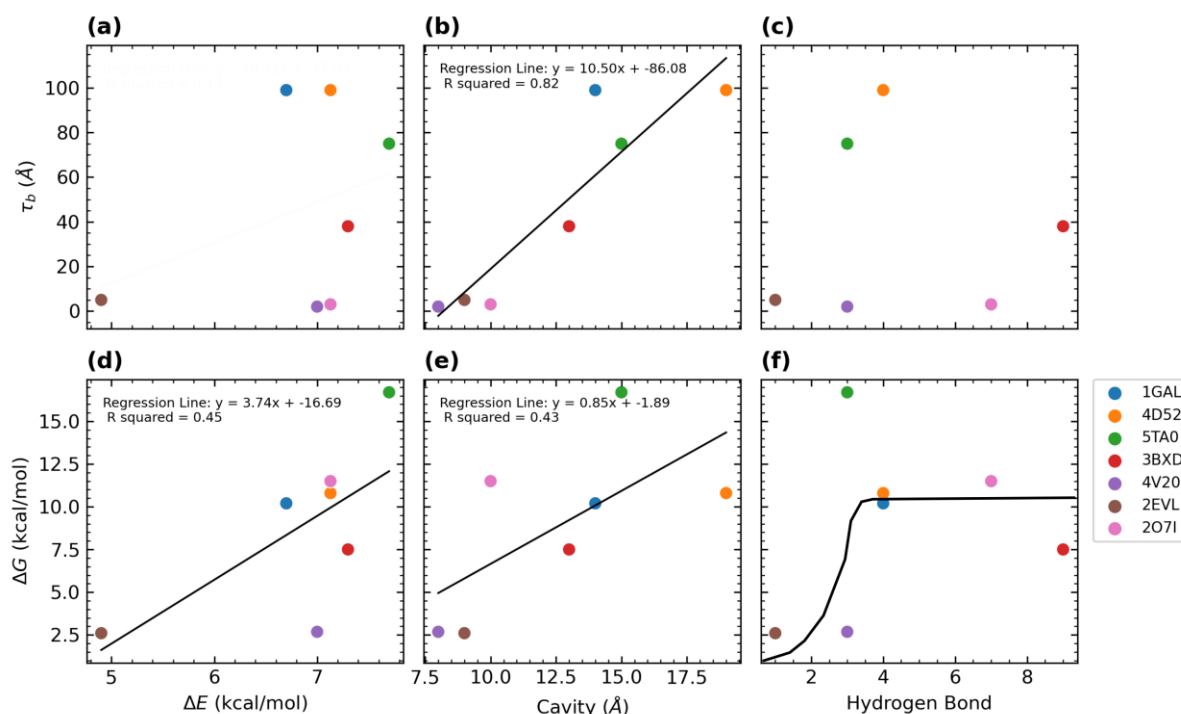 (a)
(b)
(c)
Regression Line: y = 10.50x + -86.08
R squared = 0.82
100
80
60
40
20
0
τb (Å)
(d)
(e)
(f)
Regression Line: y = 3.74x + -16.69
R squared = 0.45
Regression Line: y = 0.85x + -1.89
R squared = 0.43
15.0
12.5
10.0
7.5
5.0
2.5
ΔG (kcal/mol)
1GAL
4D52
5TA0
3BXD
4V20
2EVL
2O7I
5 6 7
7.5 10.0 12.5 15.0 17.5
2 4 6 8
ΔE (kcal/mol)
Cavity (Å)
Hydrogen Bond